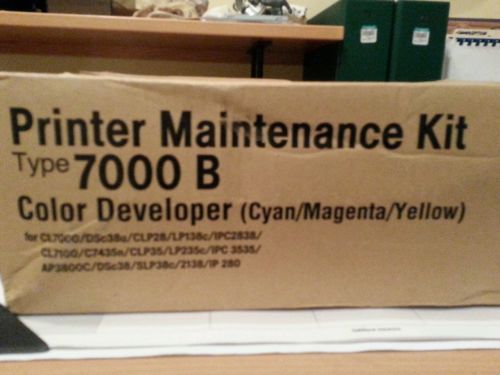 Printer Maintenance Kit
Type 7000 B
Color Developer (Cyan/Magenta/Yellow)
for CL7000/DSc38u/CLP28/LP138c/IPC2838/
CL7100/C7435n/CLP35/LP235c/IPC 3535/
AP3800C/DSc38/SLP38c/2138/IP 280